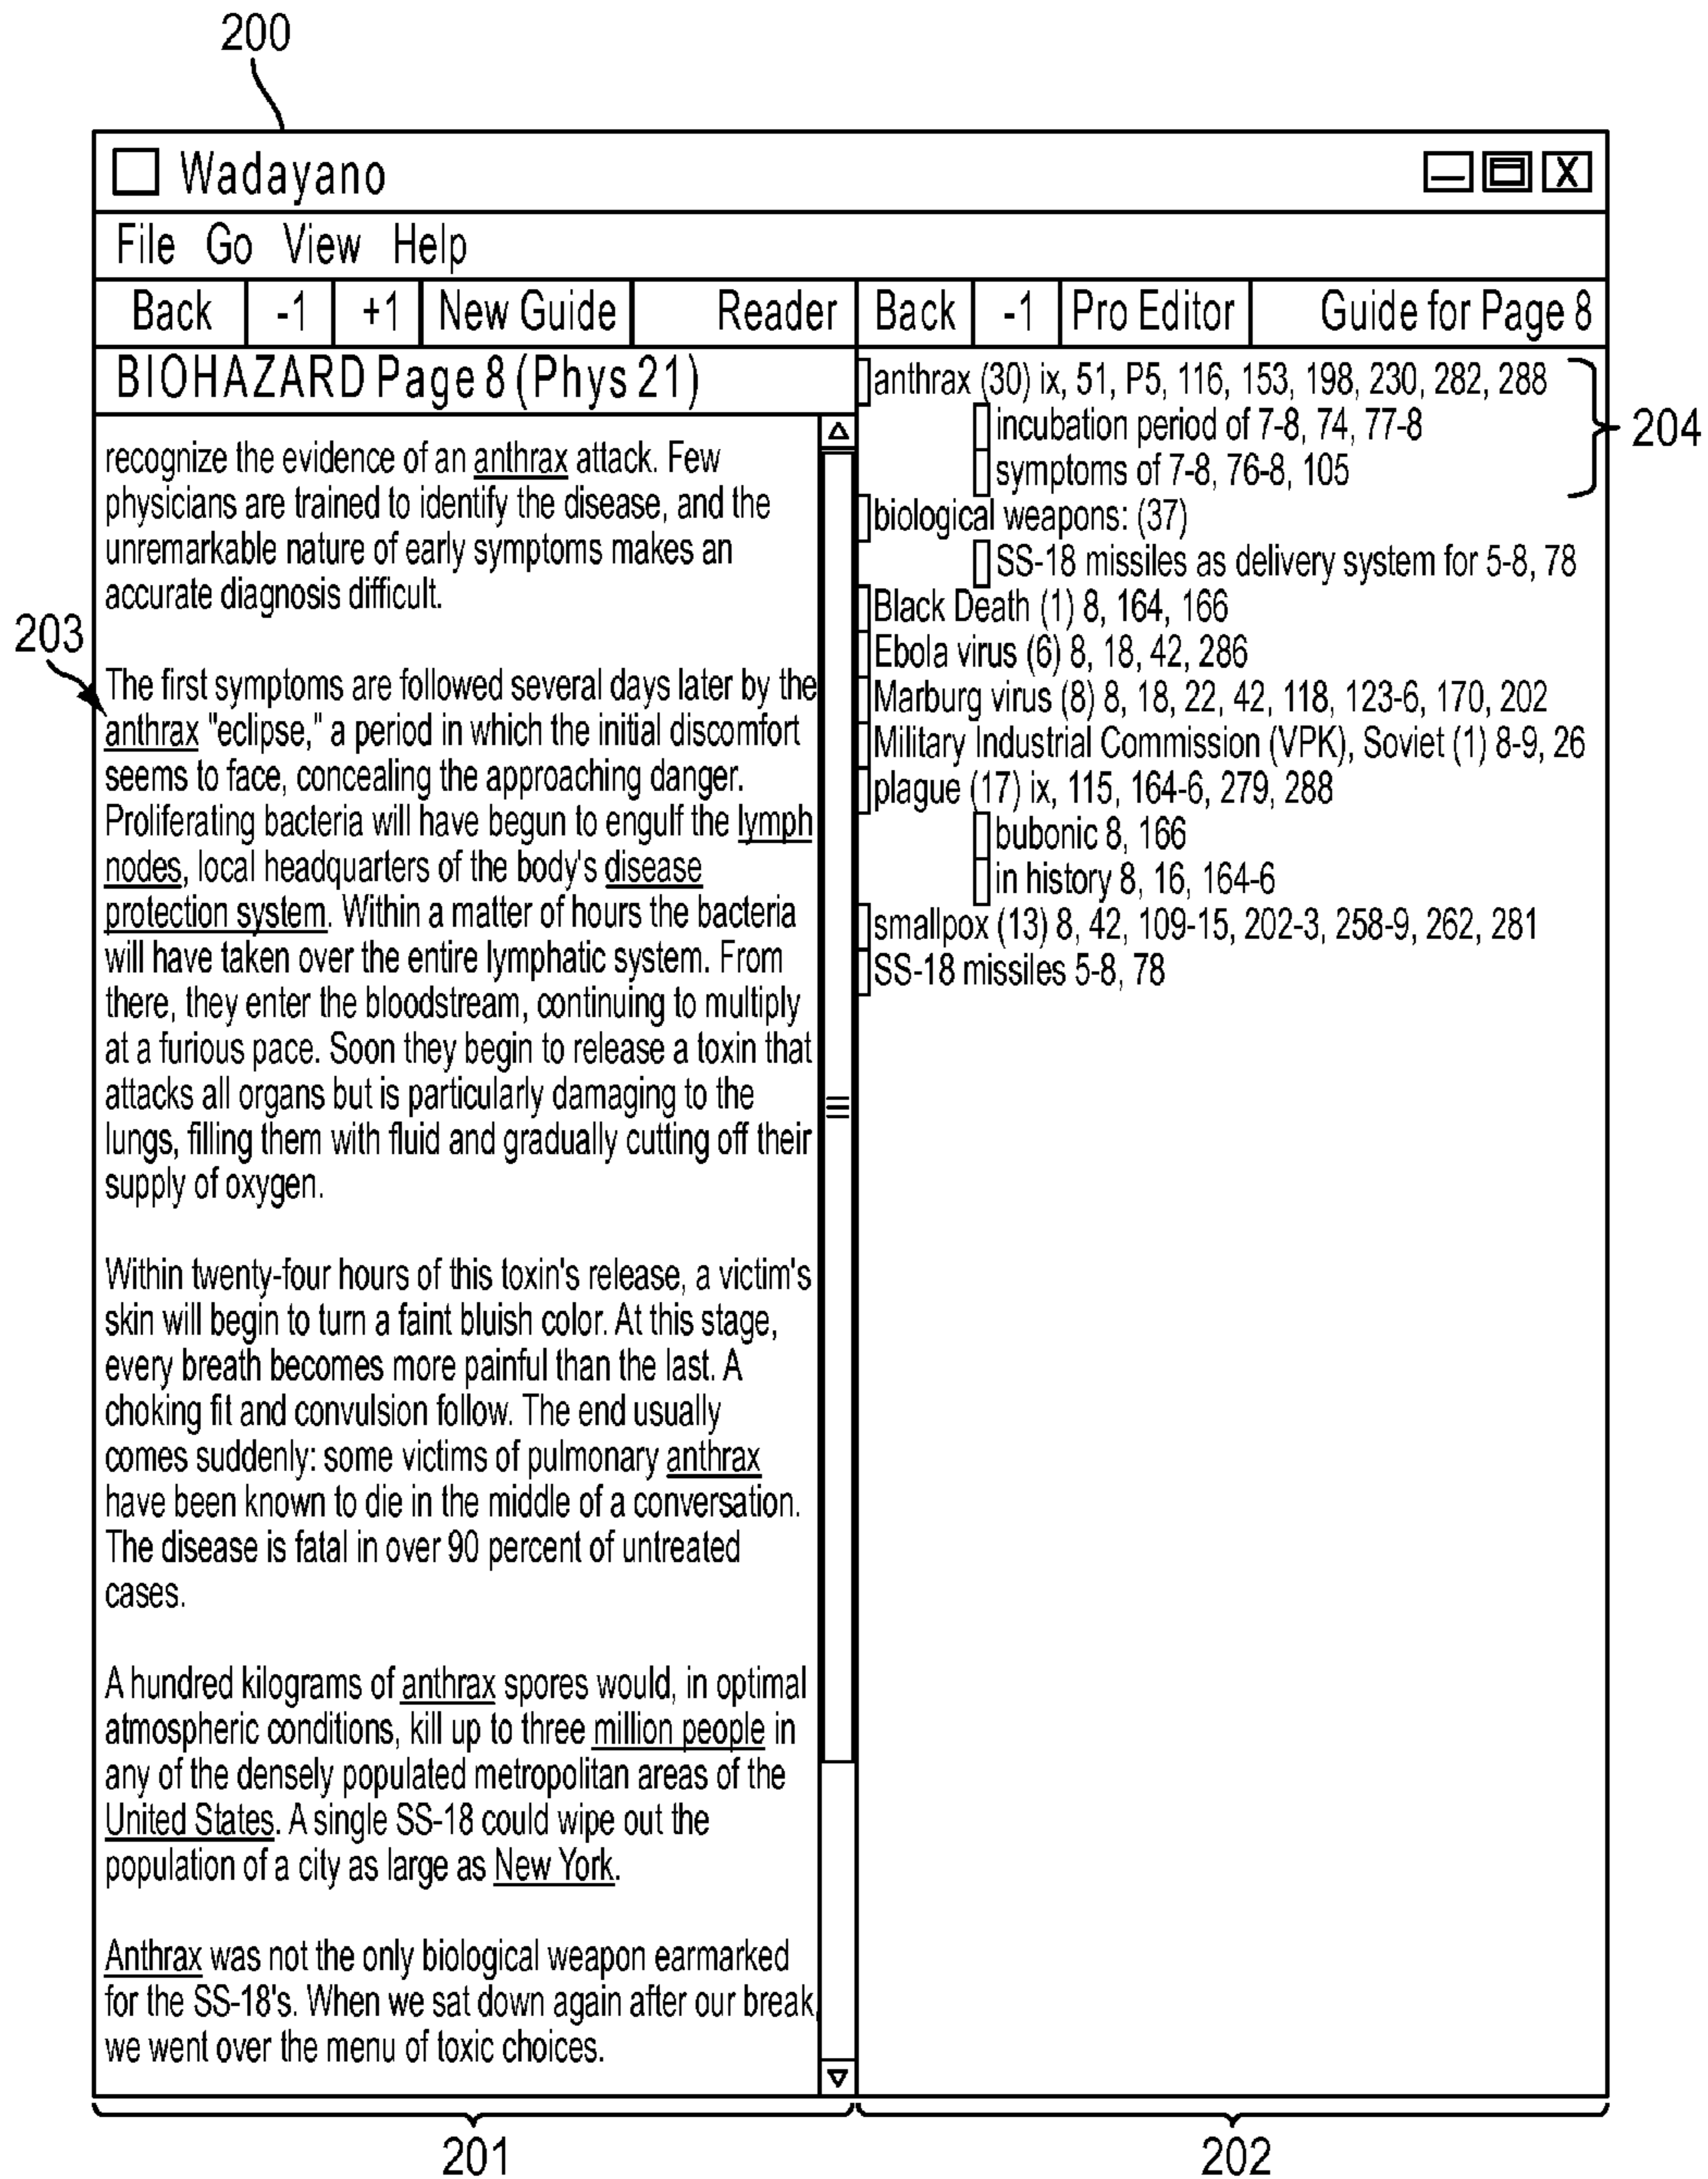 200
Wadayano
File Go View Help
Back -1 +1 New Guide Reader
BIOHAZARD Page 8 (Phys 21)
recognize the evidence of an anthrax attack. Few
physicians are trained to identify the disease, and the
unremarkable nature of early symptoms makes an
accurate diagnosis difficult.
203
The first symptoms are followed several days later by the
anthrax "eclipse," a period in which the initial discomfort
seems to face, concealing the approaching danger.
Proliferating bacteria will have begun to engulf the lymph
nodes, local headquarters of the body's disease
protection system. Within a matter of hours the bacteria
will have taken over the entire lymphatic system. From
there, they enter the bloodstream, continuing to multiply
at a furious pace. Soon they begin to release a toxin that
attacks all organs but is particularly damaging to the
lungs, filling them with fluid and gradually cutting off their
supply of oxygen.
Within twenty-four hours of this toxin's release, a victim's
skin will begin to turn a faint bluish color. At this stage,
every breath becomes more painful than the last. A
choking fit and convulsion follow. The end usually
comes suddenly: some victims of pulmonary anthrax
have been known to die in the middle of a conversation.
The disease is fatal in over 90 percent of untreated
cases.
A hundred kilograms of anthrax spores would, in optimal
atmospheric conditions, kill up to three million people in
any of the densely populated metropolitan areas of the
United States. A single SS-18 could wipe out the
population of a city as large as New York.
Anthrax was not the only biological weapon earmarked
for the SS-18's. When we sat down again after our break,
we went over the menu of toxic choices.
201
Back -1 Pro Editor Guide for Page 8
anthrax (30) ix, 51, P5, 116, 153, 198, 230, 282, 288
incubation period of 7-8, 74, 77-8
symptoms of 7-8, 76-8, 105
204
biological weapons: (37)
SS-18 missiles as delivery system for 5-8, 78
Black Death (1) 8, 164, 166
Ebola virus (6) 8, 18, 42, 286
Marburg virus (8) 8, 18, 22, 42, 118, 123-6, 170, 202
Military Industrial Commission (VPK), Soviet (1) 8-9, 26
plague (17) ix, 115, 164-6, 279, 288
bubonic 8, 166
in history 8, 16, 164-6
smallpox (13) 8, 42, 109-15, 202-3, 258-9, 262, 281
SS-18 missiles 5-8, 78
202